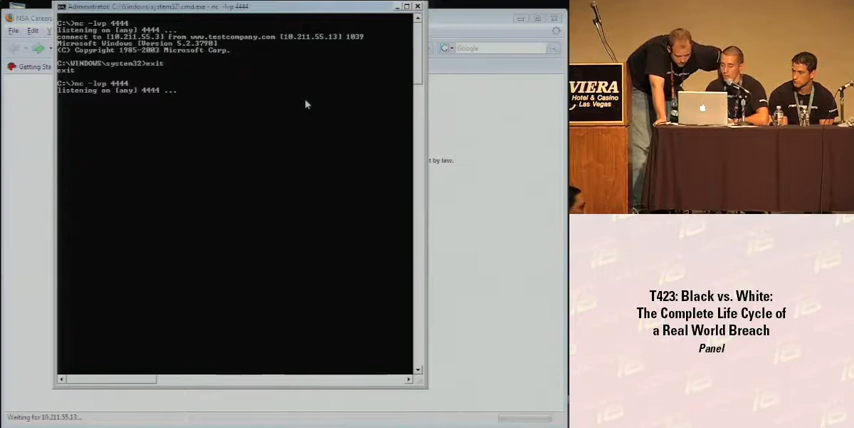 Administrator: C:\Windows\system32\cmd.exe - nc -lvp 4444
C:\>nc -lvp 4444
listening on [any] 4444 ...
connect to [10.211.55.3] from www.testcompany.com [10.211.55.13] 1039
Microsoft Windows [Version 5.2.3790]
(C) Copyright 1985-2003 Microsoft Corp.
C:\WINDOWS\system32>exit
exit
C:\>nc -lvp 4444
listening on [any] 4444 ...
File Edit
Google
Getting
t by law.
Waiting for 10.211.55.13...
VIERA
Hotel & Casino
Las Vegas
T423: Black vs. White:
The Complete Life Cycle of
a Real World Breach
Panel